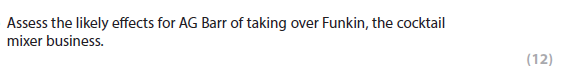 Assess the likely effects for AG Barr of taking over Funkin, the cocktail
mixer business.
(12)